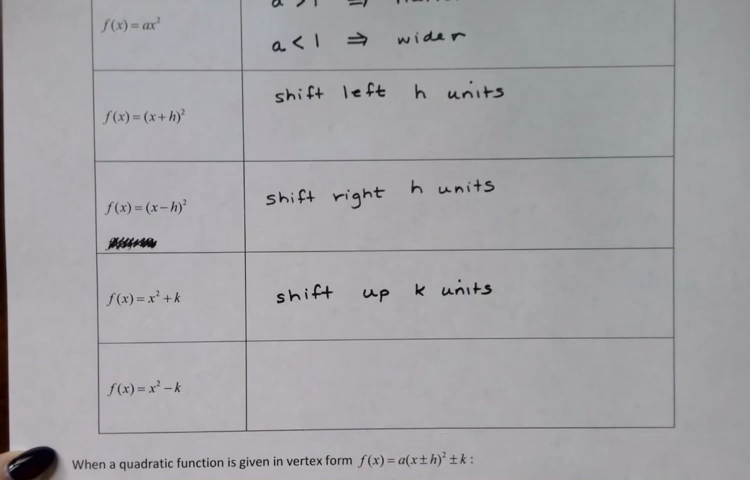 f(x) = ax²
a < 1 ⇒ wider
f(x) = (x + h)²
shift left h units
f(x) = (x − h)²
shift right h units
f(x) = x² + k
shift up k units
f(x) = x² − k
When a quadratic function is given in vertex form f(x) = a(x ± h)² ± k :